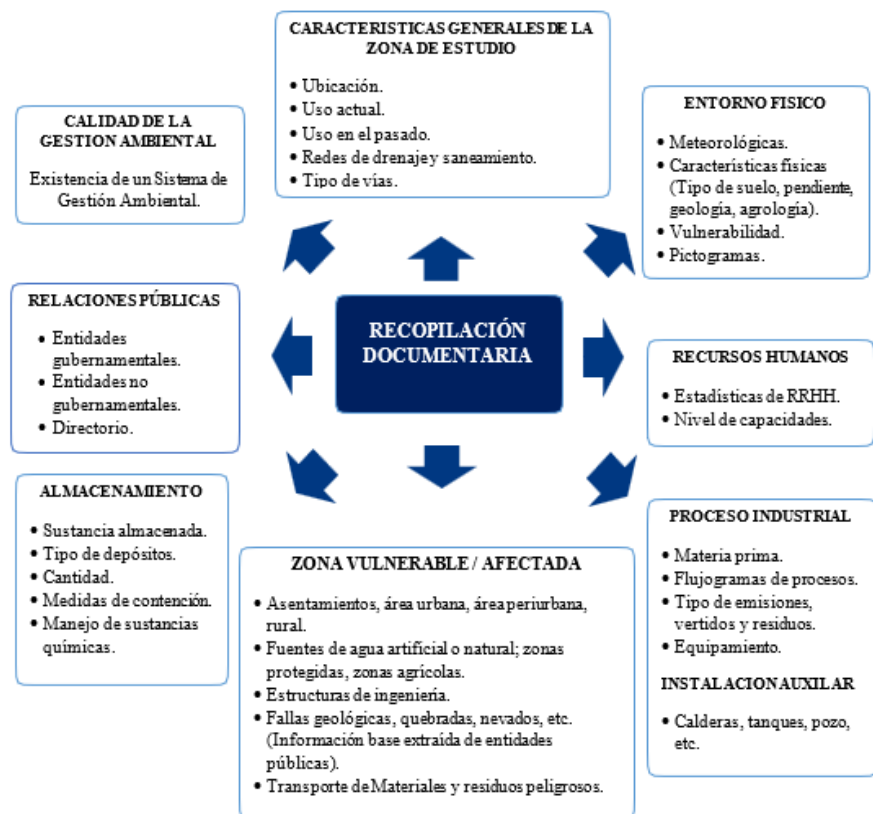 CARACTERISTICAS GENERALES DE LA
ZONA DE ESTUDIO
• Ubicación.
• Uso actual.
• Uso en el pasado.
• Redes de drenaje y saneamiento.
• Tipo de vías.
CALIDAD DE LA
GESTION AMBIENTAL
Existencia de un Sistema de
Gestión Ambiental.
ENTORNO FISICO
• Meteorológicas.
• Características físicas
(Tipo de suelo, pendiente,
geología, agrología).
• Vulnerabilidad.
• Pictogramas.
RELACIONES PÚBLICAS
• Entidades
gubernamentales.
• Entidades no
gubernamentales.
• Directorio.
RECOPILACIÓN
DOCUMENTARIA
RECURSOS HUMANOS
• Estadísticas de RRHH.
• Nivel de capacidades.
ALMACENAMIENTO
• Sustancia almacenada.
• Tipo de depósitos.
• Cantidad.
• Medidas de contención.
• Manejo de sustancias
químicas.
ZONA VULNERABLE / AFECTADA
• Asentamientos, área urbana, área periurbana,
rural.
• Fuentes de agua artificial o natural; zonas
protegidas, zonas agrícolas.
• Estructuras de ingeniería.
• Fallas geológicas, quebradas, nevados, etc.
(Información base extraída de entidades
públicas).
• Transporte de Materiales y residuos peligrosos.
PROCESO INDUSTRIAL
• Materia prima.
• Flujogramas de procesos.
• Tipo de emisiones,
vertidos y residuos.
• Equipamiento.
INSTALACION AUXILAR
• Calderas, tanques, pozo,
etc.